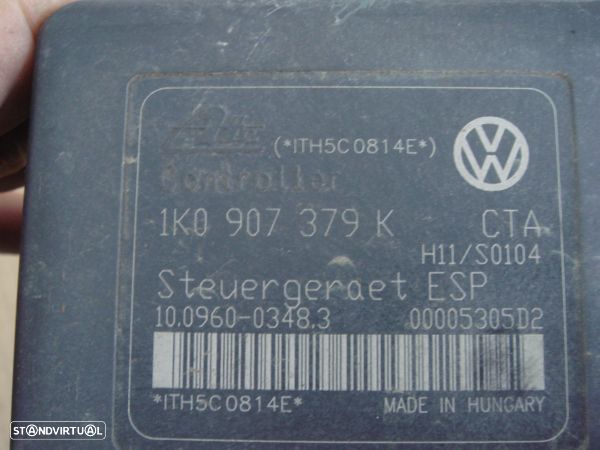 ATE (*ITH5C0814E*)
Controller
1K0 907 379 K CTA
H11/S0104
Steuergeraet ESP
10.0960-0348.3 00005305D2
*ITH5C0814E* MADE IN HUNGARY
STANDVIRTUAL